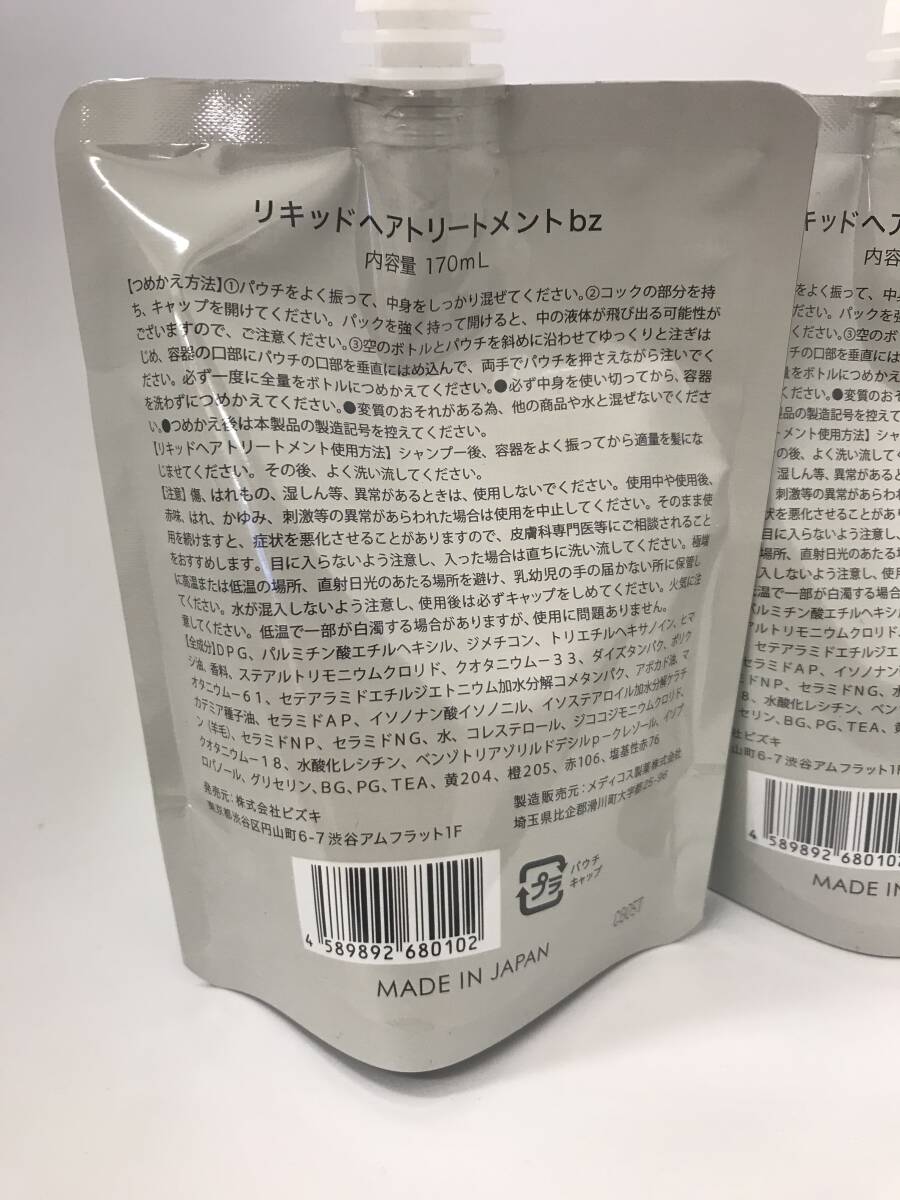 リキッドヘアトリートメントbz
内容量 170mL
【つめかえ方法】①パウチをよく振って、中身をしっかり混ぜてください。②コックの部分を持
ち、キャップを開けてください。パックを強く持って開けると、中の液体が飛び出る可能性が
ございますので、ご注意ください。③空のボトルとパウチを斜めに沿わせてゆっくりと注ぎは
じめ、容器の口部にパウチの口部を垂直にはめ込んで、両手でパウチを押さえながら注いでく
ださい。必ず一度に全量をボトルにつめかえてください。●必ず中身を使い切ってから、容器
を洗わずにつめかえてください。●変質のおそれがある為、他の商品や水と混ぜないでくださ
い。●つめかえ後は本製品の製造記号を控えてください。
【リキッドヘアトリートメント使用方法】シャンプー後、容器をよく振ってから適量を髪にな
じませてください。その後、よく洗い流してください。
【注意】傷、はれもの、湿しん等、異常があるときは、使用しないでください。使用中や使用後、
赤味、はれ、かゆみ、刺激等の異常があらわれた場合は使用を中止してください。そのまま使
用を続けますと、症状を悪化させることがありますので、皮膚科専門医等にご相談されること
をおすすめします。目に入らないよう注意し、入った場合は直ちに洗い流してください。極端
に高温または低温の場所、直射日光のあたる場所を避け、乳幼児の手の届かない所に保管し
てください。水が混入しないよう注意し、使用後は必ずキャップをしめてください。火気に注
意してください。低温で一部が白濁する場合がありますが、使用に問題ありません。
【全成分】DPG、パルミチン酸エチルヘキシル、ジメチコン、トリエチルヘキサノイン、ヒマ
シ油、香料、ステアルトリモニウムクロリド、クオタニウム－33、ダイズタンパク、ポリク
オタニウム－61、セテアラミドエチルジエトニウム加水分解コメタンパク、アボカド油、マ
カデミア種子油、セラミドAP、イソノナン酸イソノニル、イソステアロイル加水分解ケラチ
ン（羊毛）、セラミドNP、セラミドNG、水、コレステロール、ジココジモニウムクロリド、
クオタニウム－18、水酸化レシチン、ベンゾトリアゾリルドデシルp－クレゾール、イソプ
ロパノール、グリセリン、BG、PG、TEA、黄204、橙205、赤106、塩基性赤76
発売元：株式会社ビズキ
東京都渋谷区円山町6-7 渋谷アムフラット1F
製造販売元：メディコス製薬株式会社
埼玉県比企郡滑川町大字都25-96
4 589892 680102
プラ
パウチ
キャップ
MADE IN JAPAN
キッドヘア
内容
4 589892 680102
MADE IN